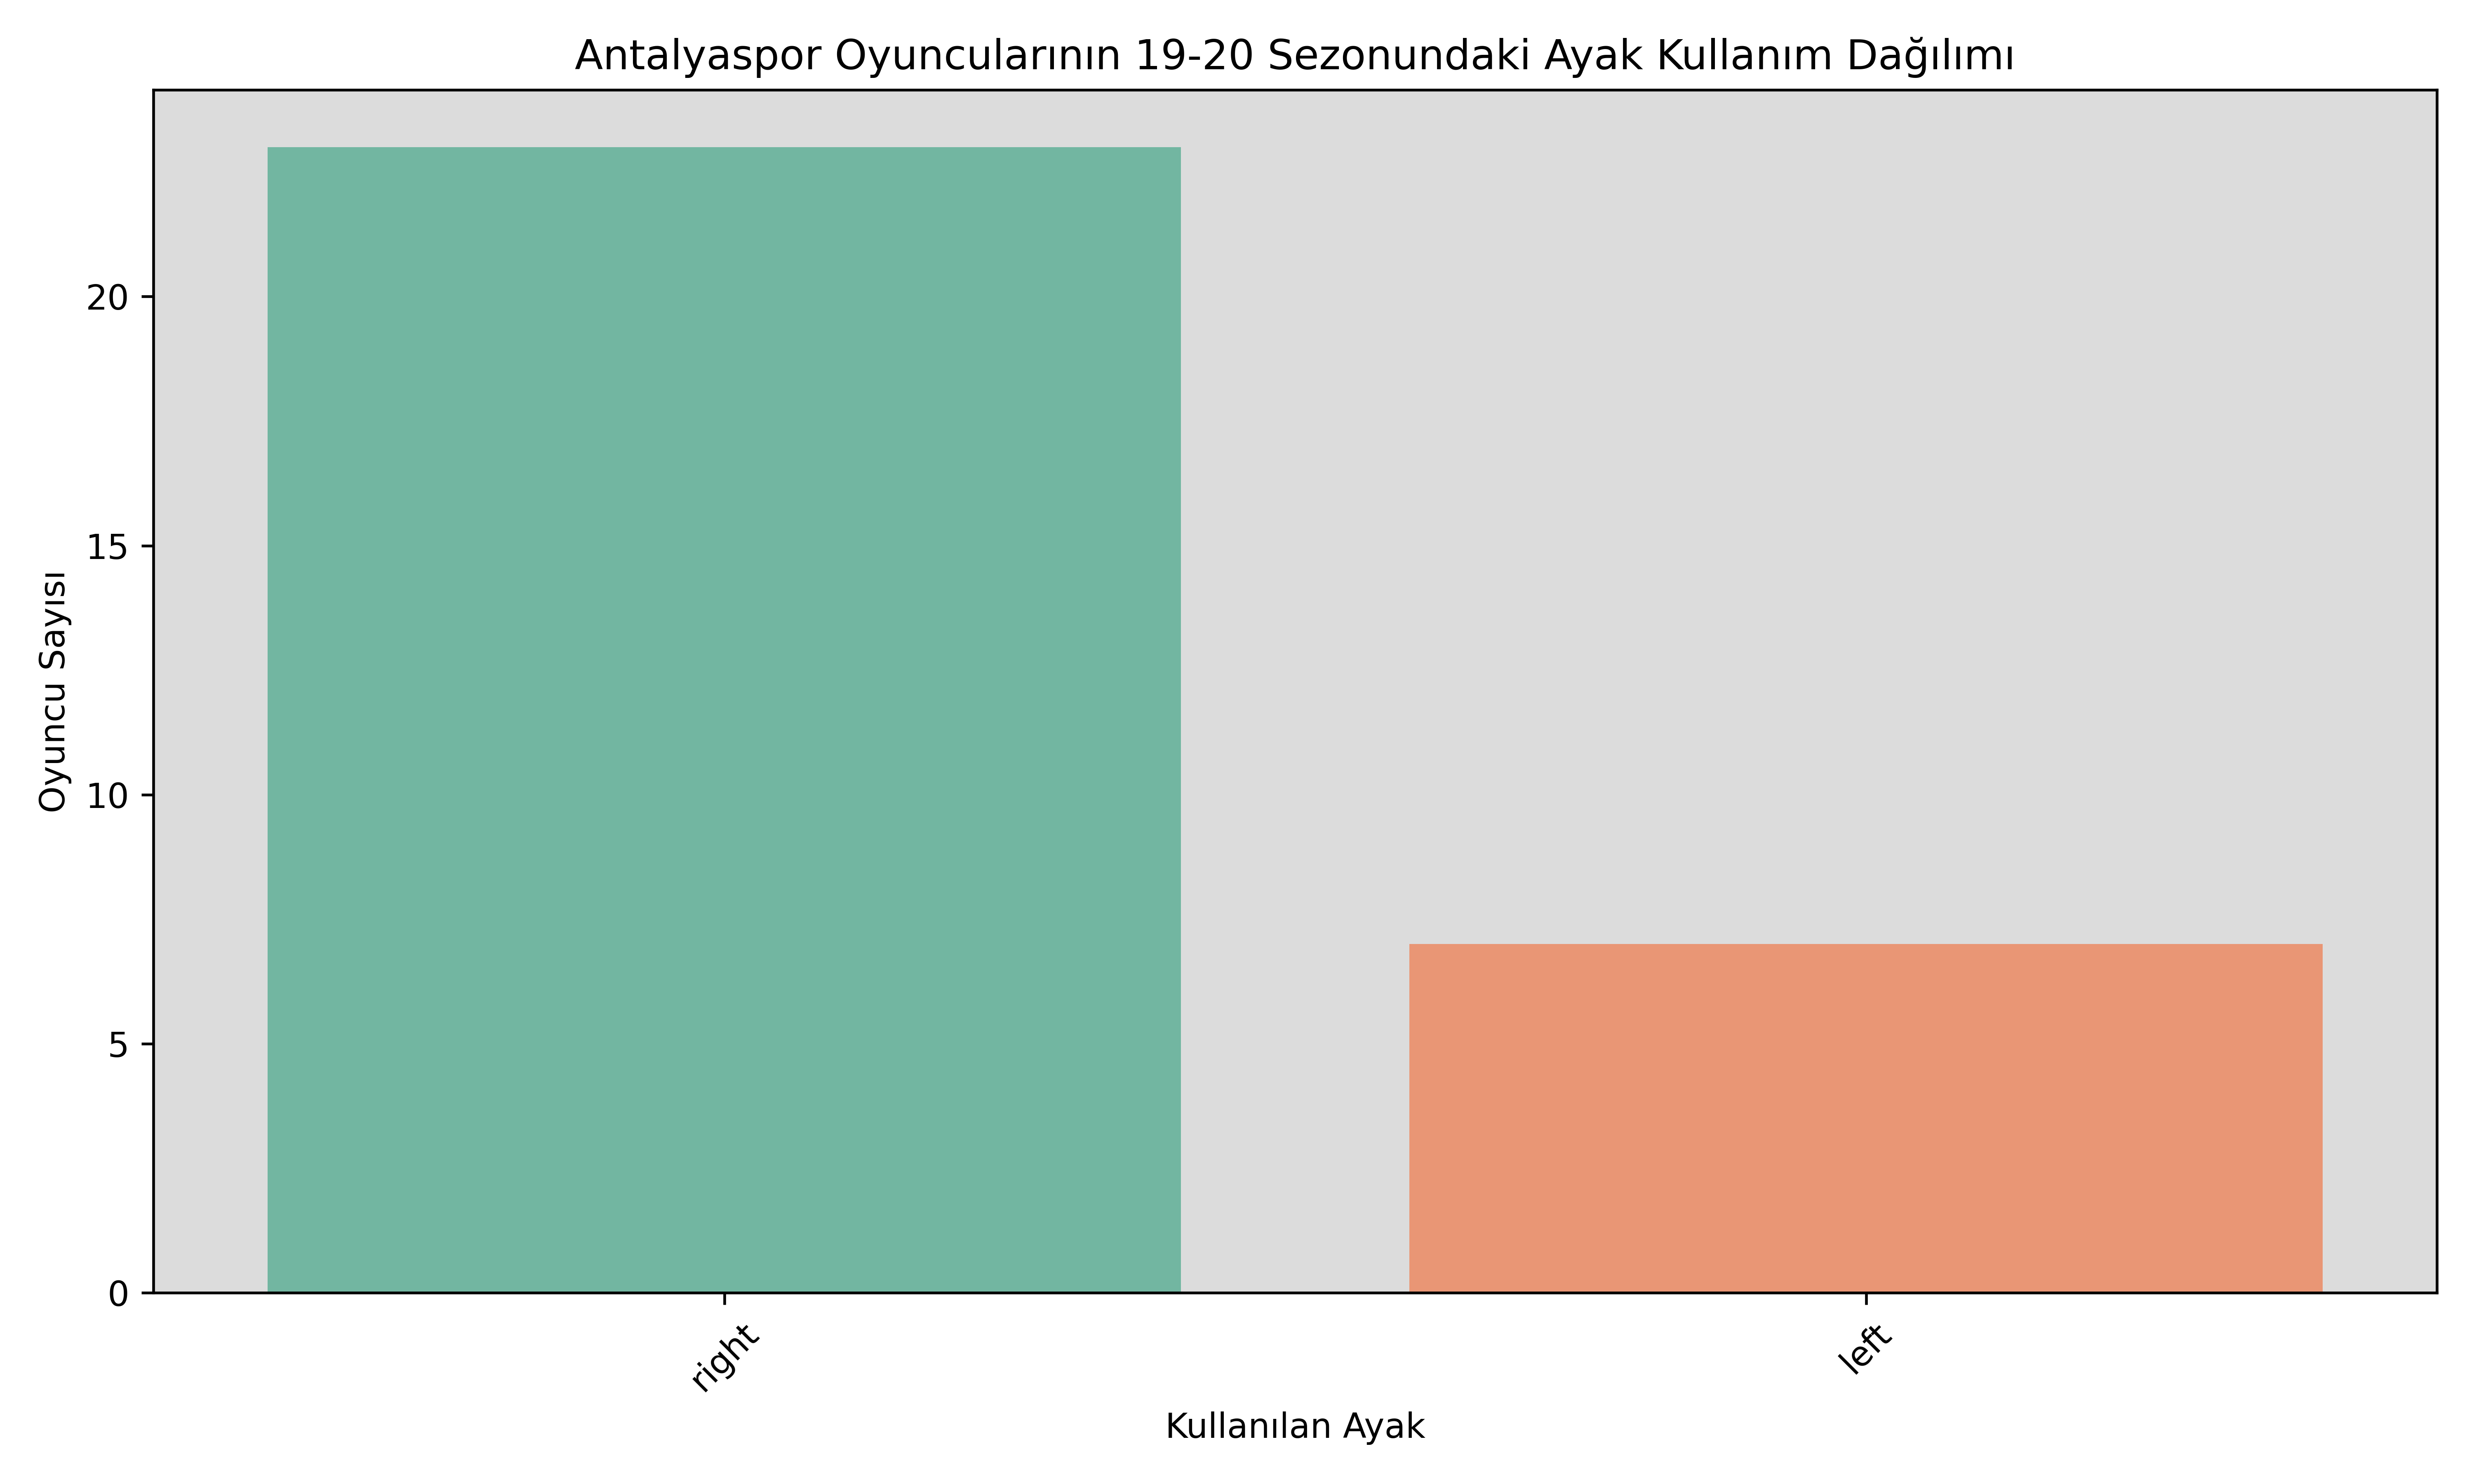 Antalyaspor Oyuncularının 19-20 Sezonundaki Ayak Kullanım Dağılımı
Oyuncu Sayısı
20
15
10
5
0
right
left
Kullanılan Ayak